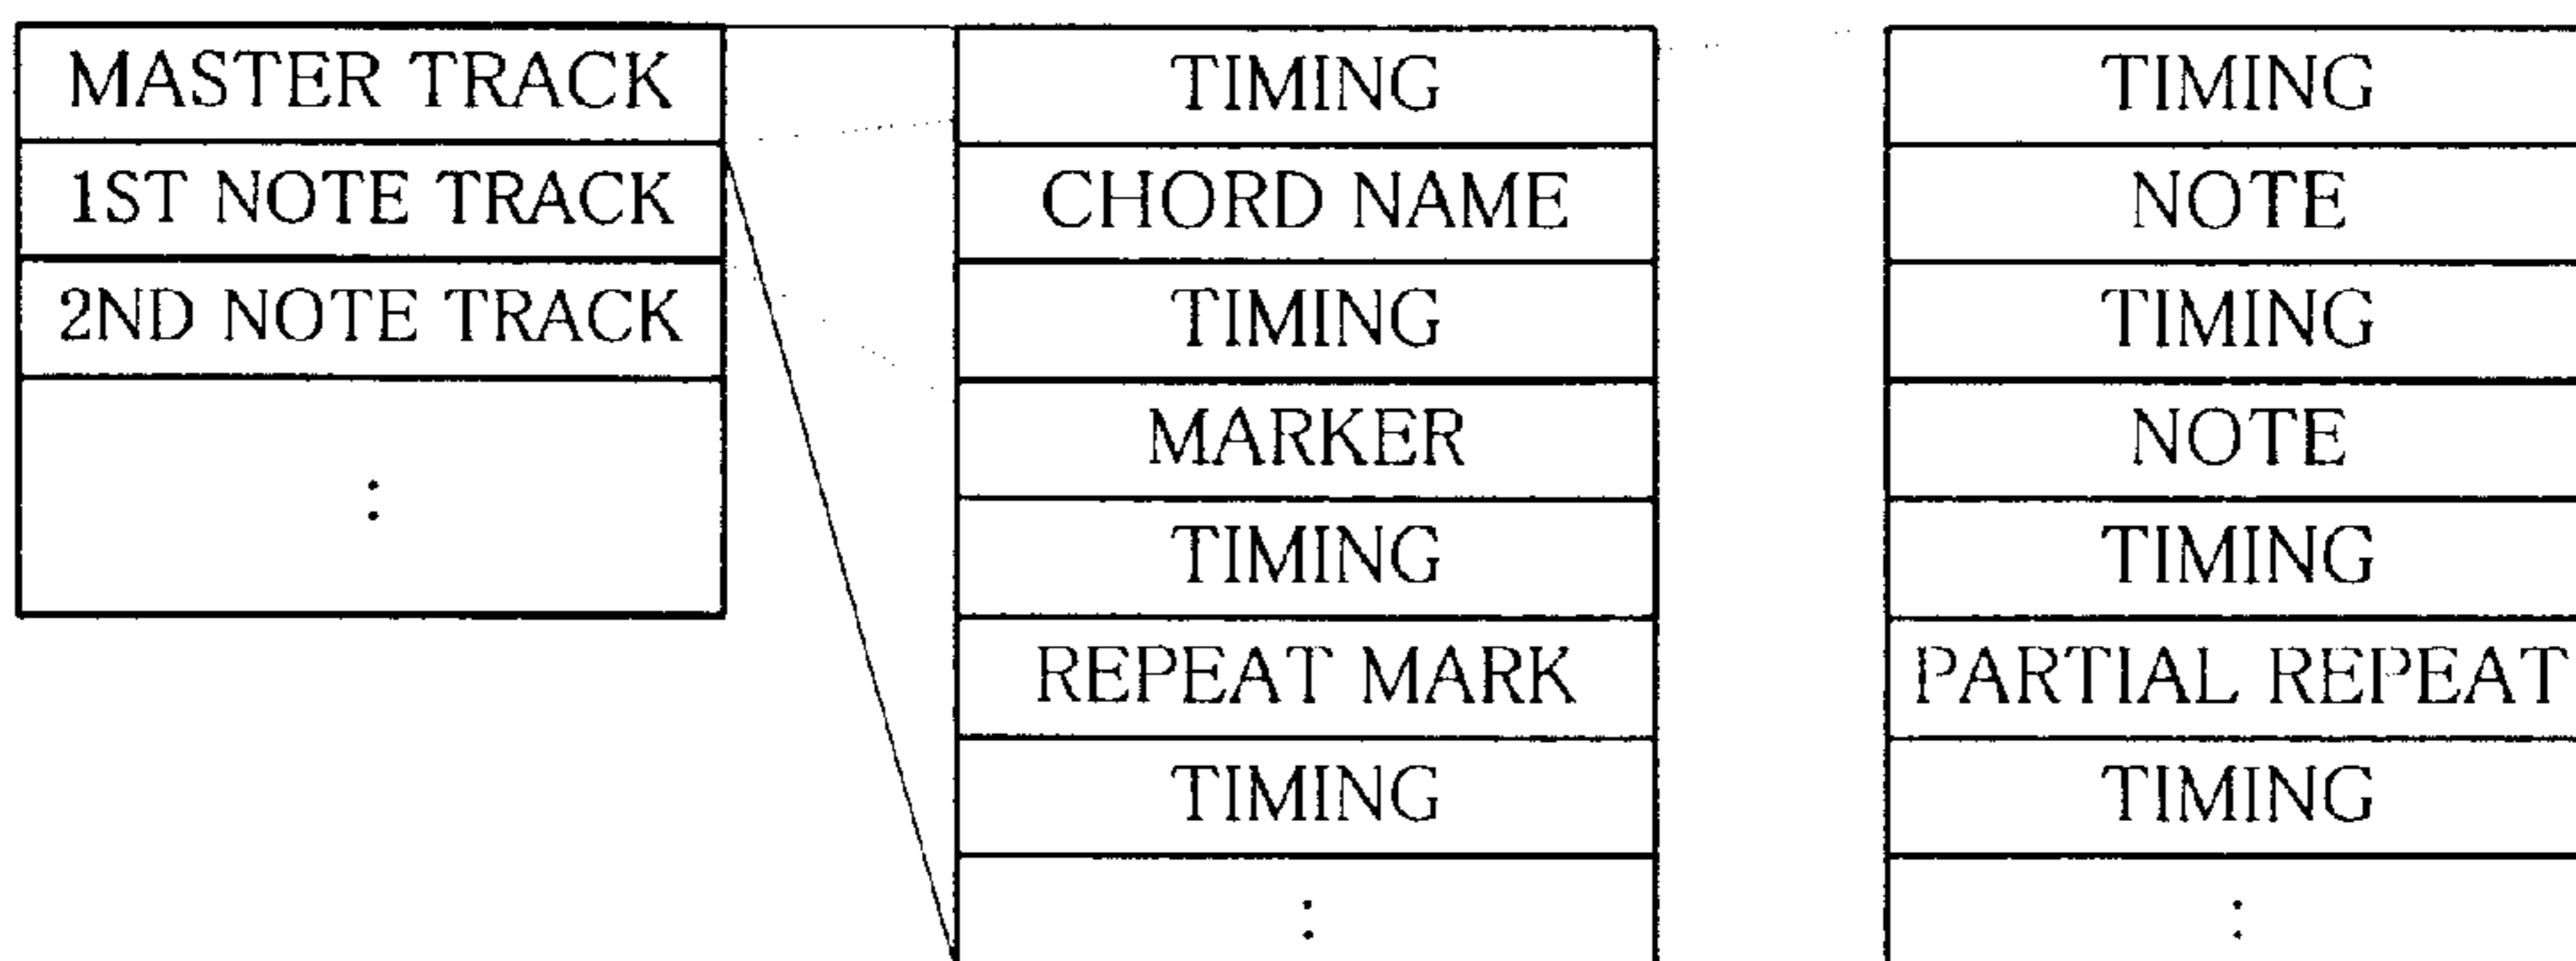 MASTER TRACK
1ST NOTE TRACK
2ND NOTE TRACK
:
TIMING
CHORD NAME
TIMING
MARKER
TIMING
REPEAT MARK
TIMING
:
TIMING
NOTE
TIMING
NOTE
TIMING
PARTIAL REPEAT
TIMING
: